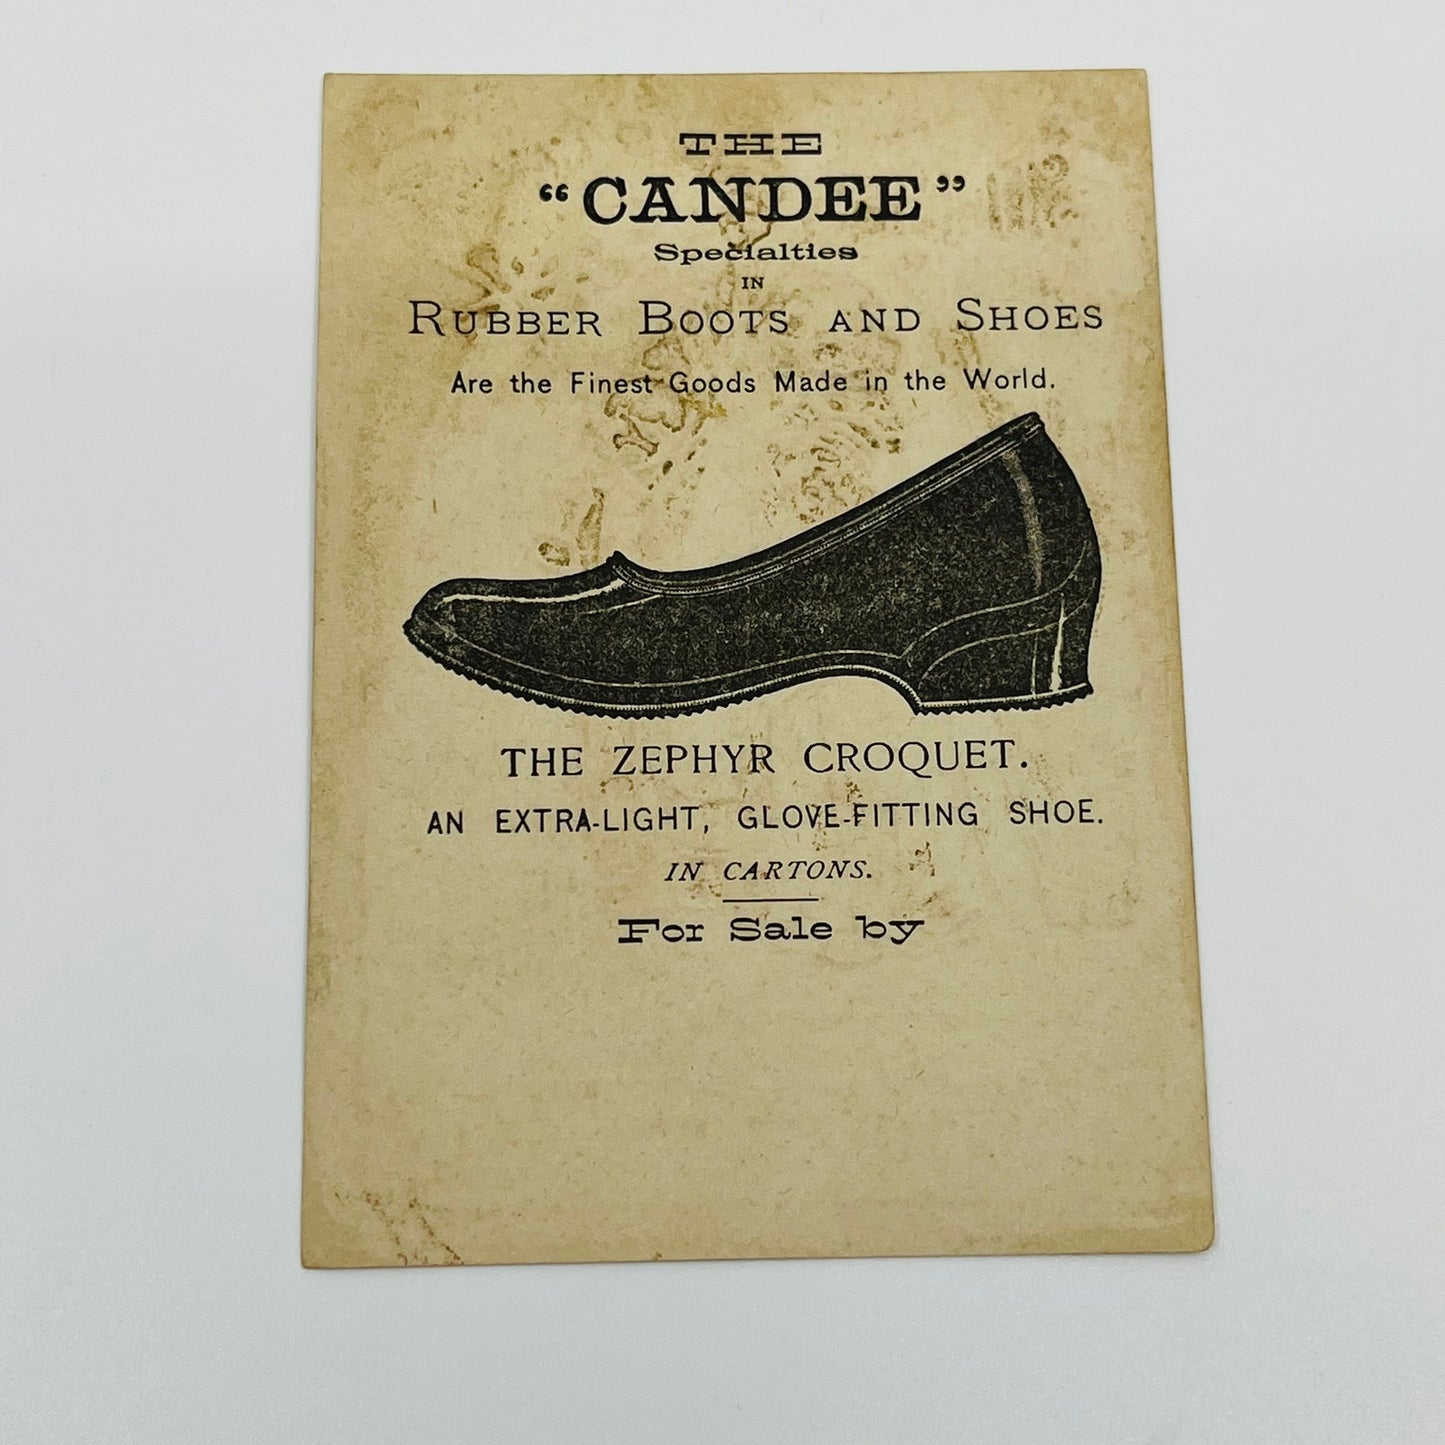 THE
“CANDEE”
Specialties
IN
RUBBER BOOTS AND SHOES
Are the Finest Goods Made in the World.
THE ZEPHYR CROQUET.
AN EXTRA-LIGHT, GLOVE-FITTING SHOE.
IN CARTONS.
For Sale by